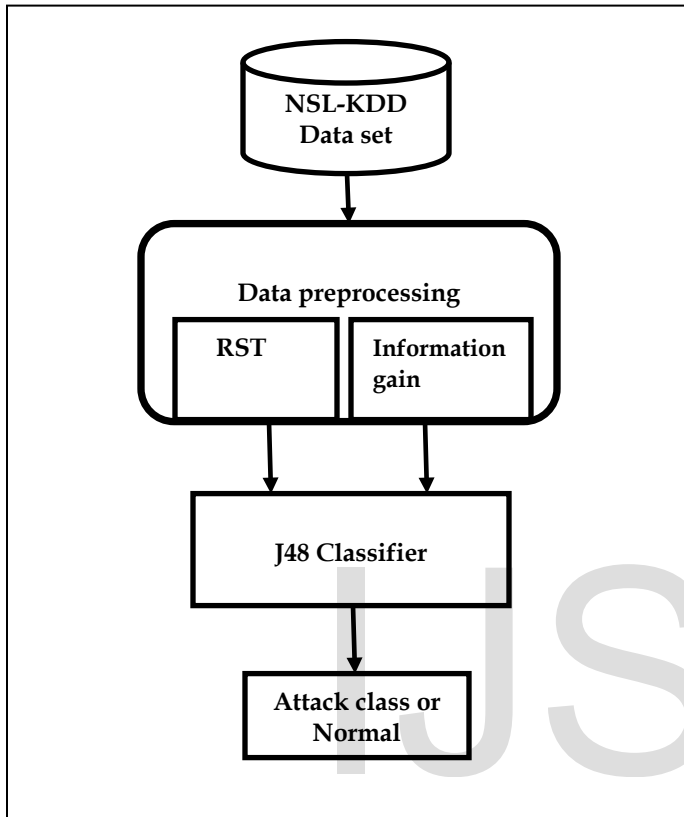 NSL-KDD
Data set
Data preprocessing
RST
Information
gain
J48 Classifier
Attack class or
Normal
IJS